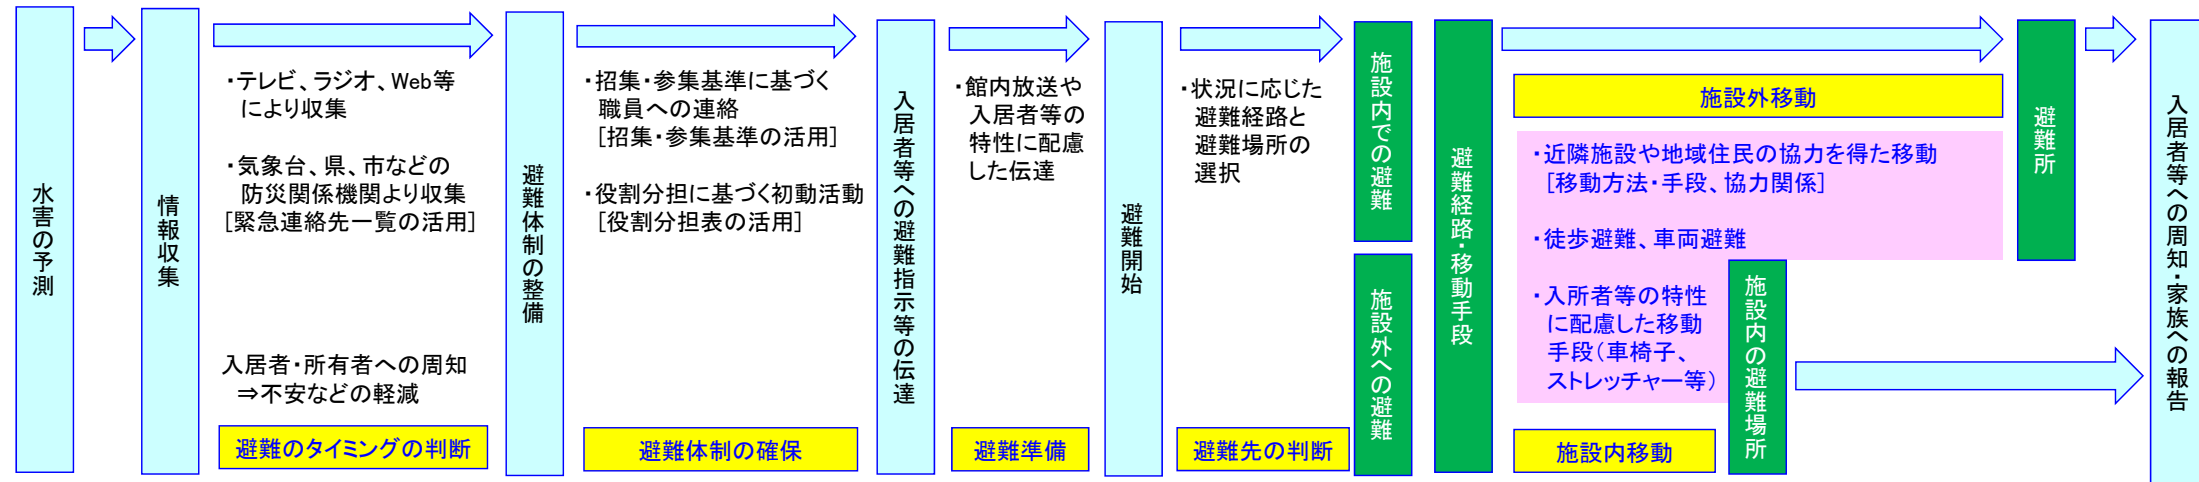 水害の予測
情報収集
・テレビ、ラジオ、Web等
により収集
・気象台、県、市などの
防災関係機関より収集
[緊急連絡先一覧の活用]
入居者・所有者への周知
⇒不安などの軽減
避難のタイミングの判断
避難体制の整備
・招集・参集基準に基づく
職員への連絡
[招集・参集基準の活用]
・役割分担に基づく初動活動
[役割分担表の活用]
避難体制の確保
入居者等への避難指示等の伝達
・館内放送や
入居者等の
特性に配慮
した伝達
避難準備
避難開始
・状況に応じた
避難経路と
避難場所の
選択
避難先の判断
施設内での避難
施設外への避難
避難経路・移動手段
施設外移動
・近隣施設や地域住民の協力を得た移動
[移動方法・手段、協力関係]
・徒歩避難、車両避難
・入所者等の特性
に配慮した移動
手段(車椅子、
ストレッチャー等)
施設内移動
施設内の避難場所
避難所
入居者等への周知・家族への報告